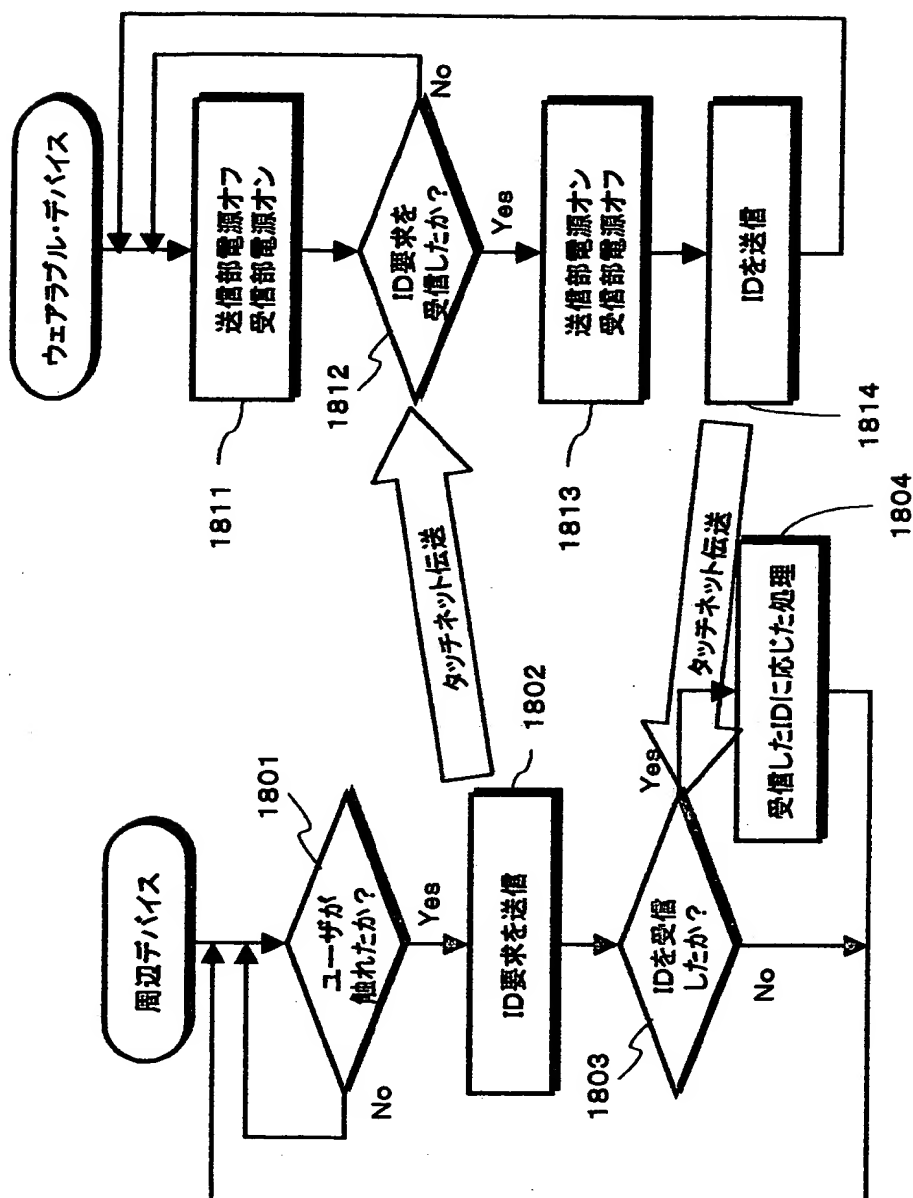 周辺デバイス
1801
ユーザが
触れたか？
No
Yes
1802
ID要求を送信
タッチネット伝送
1803
IDを受信
したか？
Yes
No
1804
受信したIDに応じた処理
ウェアラブル・デバイス
1811
送信部電源オフ
受信部電源オン
1812
ID要求を
受信したか？
No
Yes
1813
送信部電源オン
受信部電源オフ
1814
IDを送信
タッチネット伝送